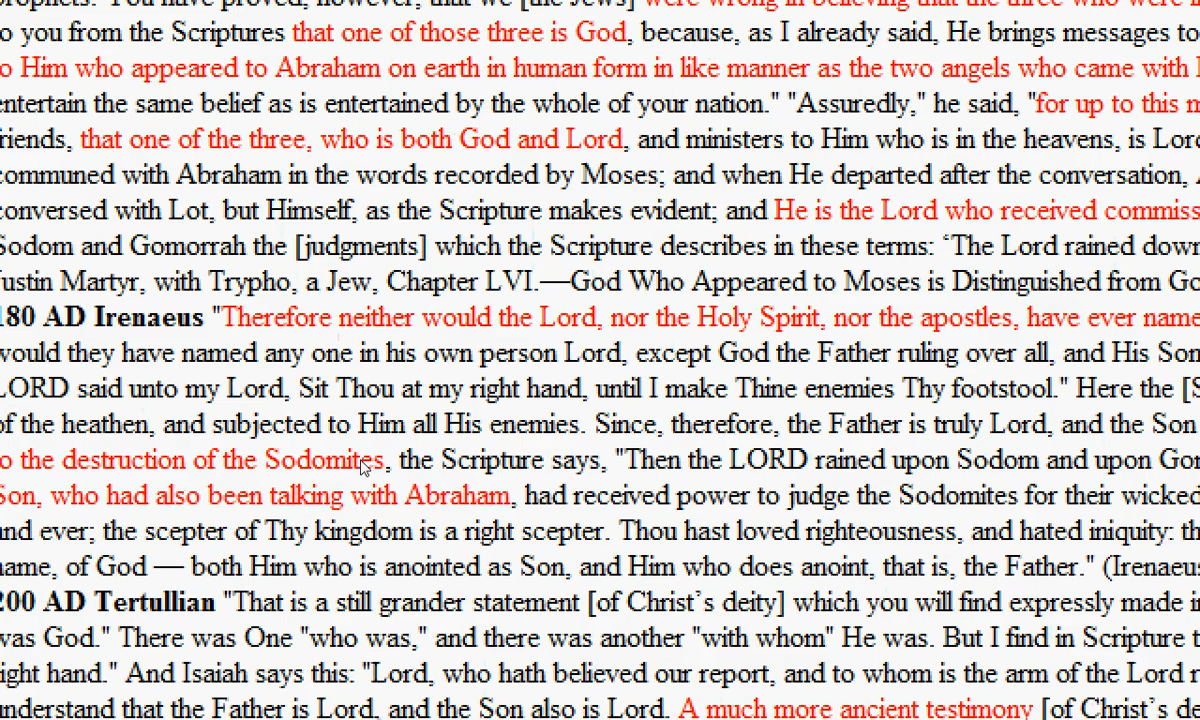 prophets. You have proved, however, that we [the Jews] were wrong in believing that the three who were in
to you from the Scriptures that one of those three is God, because, as I already said, He brings messages to
to Him who appeared to Abraham on earth in human form in like manner as the two angels who came with
entertain the same belief as is entertained by the whole of your nation." "Assuredly," he said, "for up to this
friends, that one of the three, who is both God and Lord, and ministers to Him who is in the heavens, is Lord
communed with Abraham in the words recorded by Moses; and when He departed after the conversation,
conversed with Lot, but Himself, as the Scripture makes evident; and He is the Lord who received commiss
Sodom and Gomorrah the [judgments] which the Scripture describes in these terms: ‘The Lord rained down
Justin Martyr, with Trypho, a Jew, Chapter LVI.—God Who Appeared to Moses is Distinguished from Go
180 AD Irenaeus "Therefore neither would the Lord, nor the Holy Spirit, nor the apostles, have ever name
would they have named any one in his own person Lord, except God the Father ruling over all, and His Son
LORD said unto my Lord, Sit Thou at my right hand, until I make Thine enemies Thy footstool." Here the [S
of the heathen, and subjected to Him all His enemies. Since, therefore, the Father is truly Lord, and the Son
to the destruction of the Sodomites, the Scripture says, "Then the LORD rained upon Sodom and upon Gor
Son, who had also been talking with Abraham, had received power to judge the Sodomites for their wicked
and ever; the scepter of Thy kingdom is a right scepter. Thou hast loved righteousness, and hated iniquity: th
name, of God — both Him who is anointed as Son, and Him who does anoint, that is, the Father." (Irenaeus
200 AD Tertullian "That is a still grander statement [of Christ’s deity] which you will find expressly made in
was God." There was One "who was," and there was another "with whom" He was. But I find in Scripture t
right hand." And Isaiah says this: "Lord, who hath believed our report, and to whom is the arm of the Lord r
understand that the Father is Lord, and the Son also is Lord. A much more ancient testimony [of Christ’s de